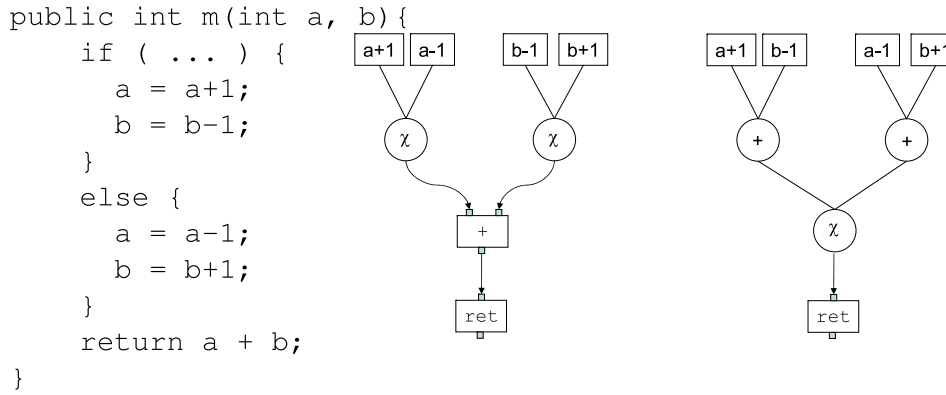 public int m(int a, b){
if ( ... ) {
a = a+1;
b = b-1;
}
else {
a = a-1;
b = b+1;
}
return a + b;
}
a+1 a-1 b-1 b+1
χ χ
+
ret
a+1 b-1 a-1 b+1
+ +
χ
ret